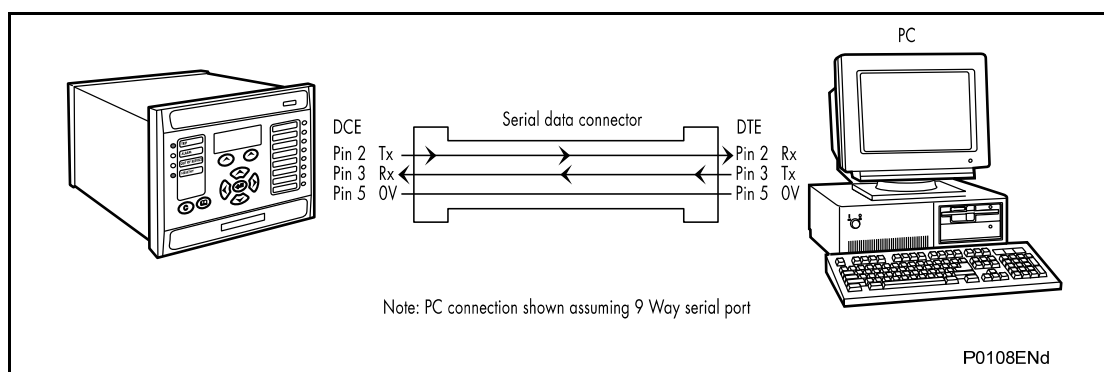 PC
Serial data connector
DCE
DTE
Pin 2 Tx
Pin 2 Rx
Pin 3 Rx
Pin 3 Tx
Pin 5 0V
Pin 5 0V
Note: PC connection shown assuming 9 Way serial port
P0108ENd